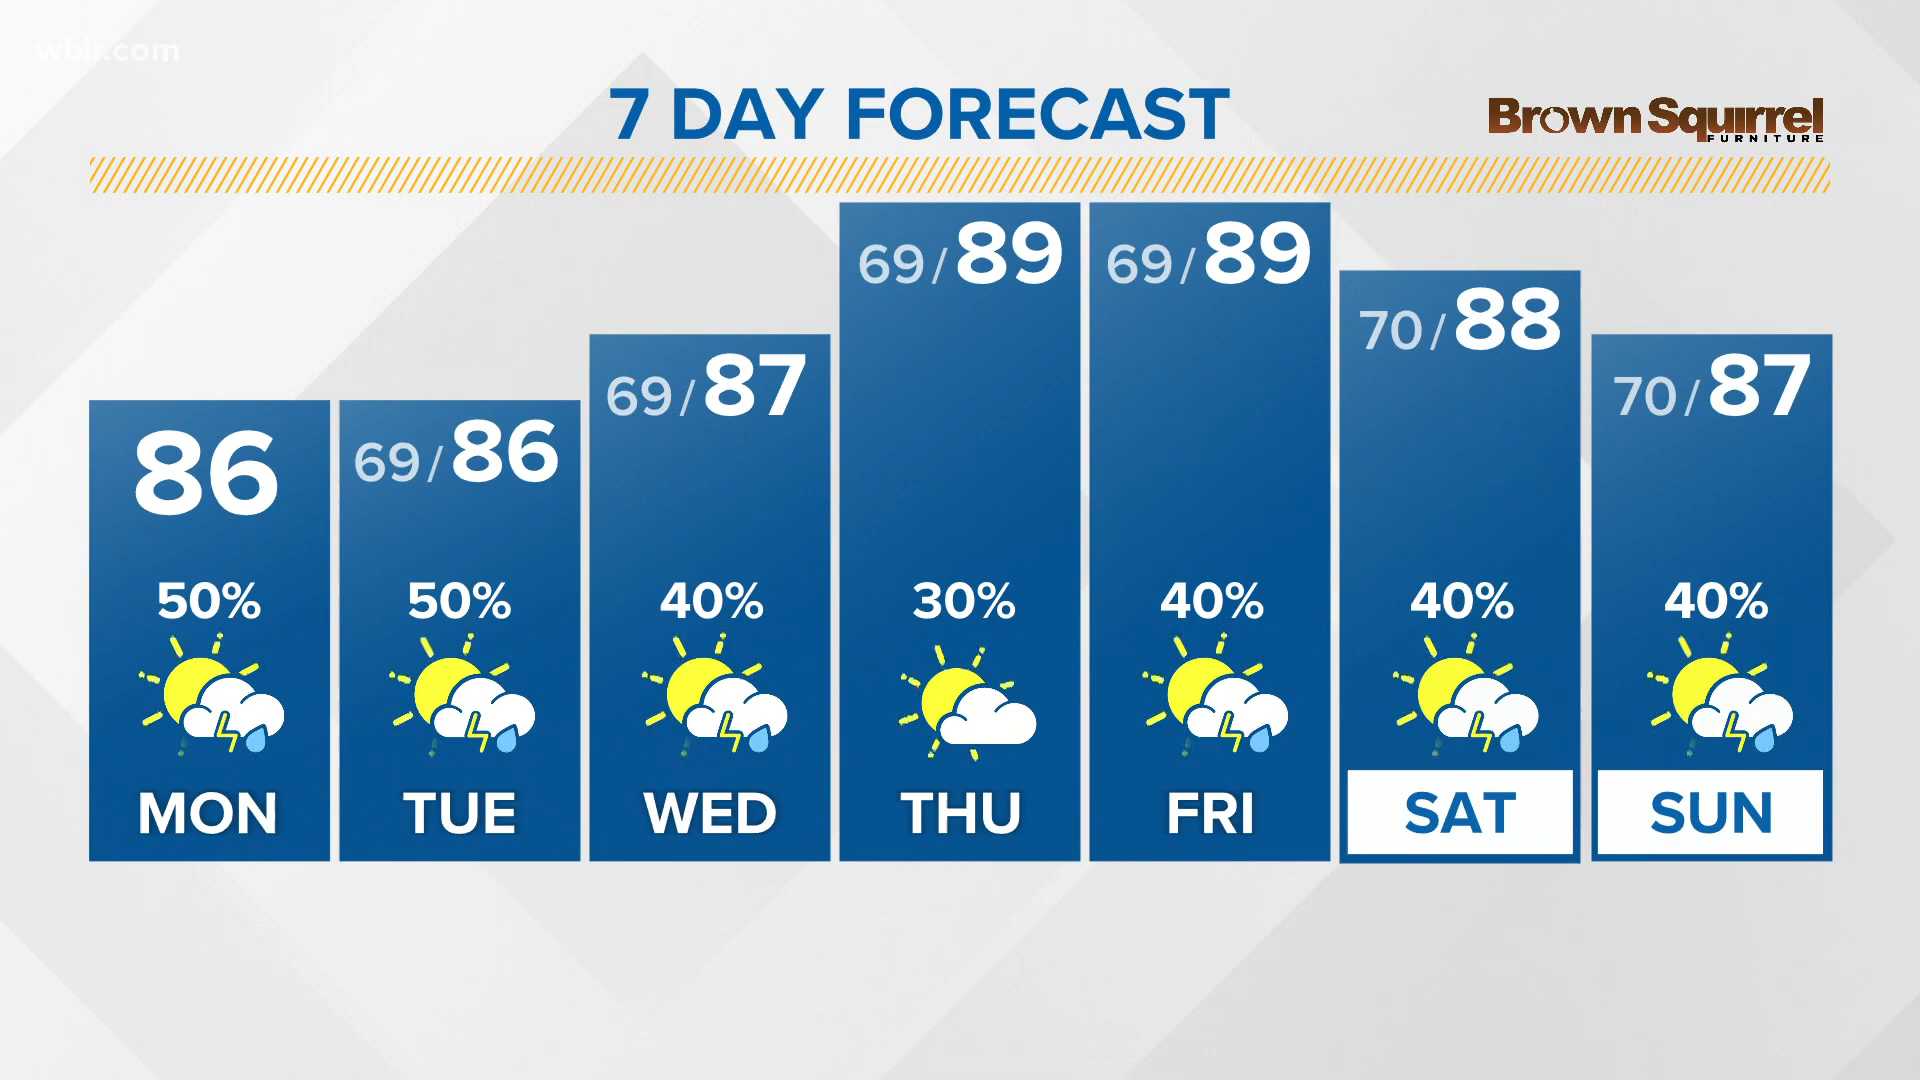 wbir.com
7 DAY FORECAST
Brown Squirrel
FURNITURE
86
69/86
69/87
69/89
69/89
70/88
70/87
50%
50%
40%
30%
40%
40%
40%
MON
TUE
WED
THU
FRI
SAT
SUN